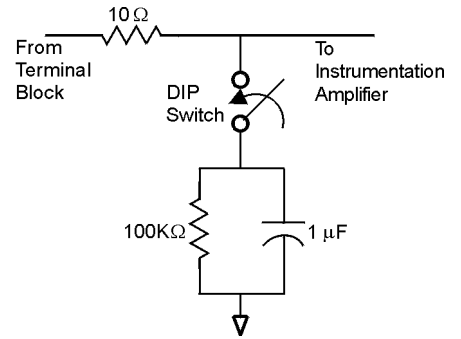 10 Ω
From
Terminal
Block
To
Instrumentation
Amplifier
DIP
Switch
100KΩ
1 μF